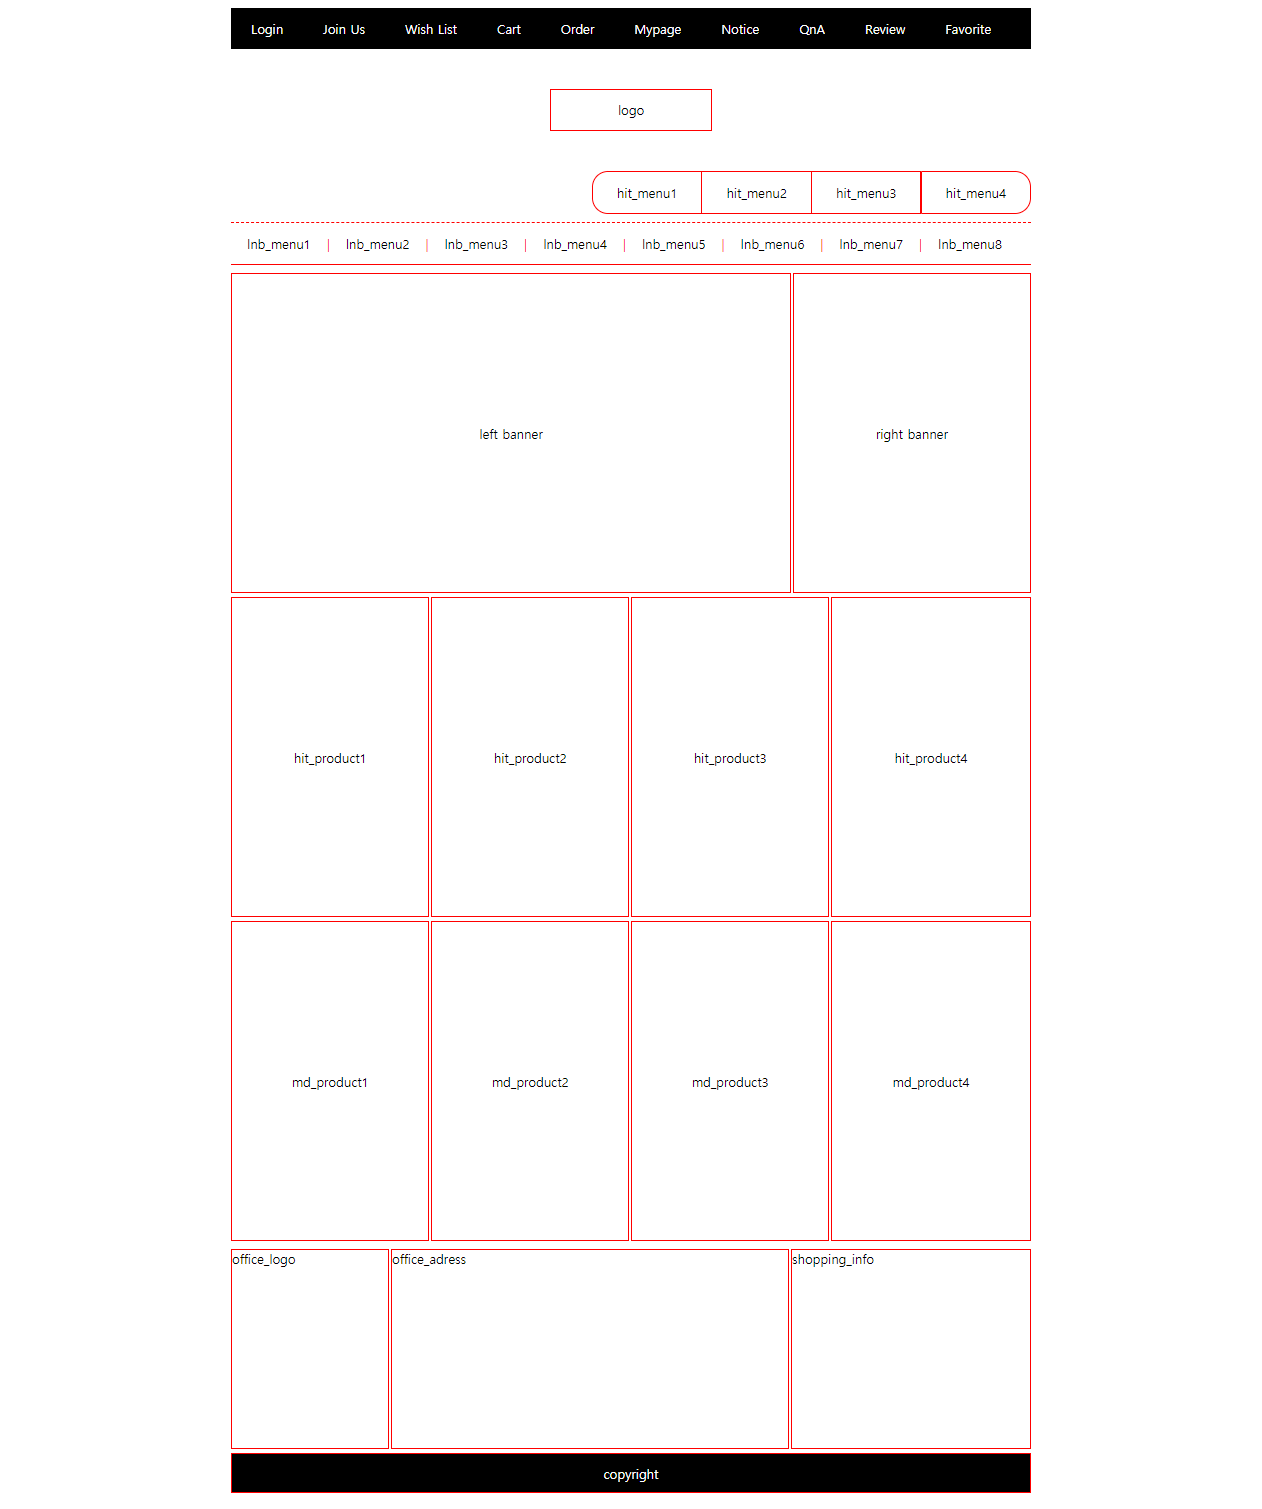 Login Join Us Wish List Cart Order Mypage Notice QnA Review Favorite
logo
hit_menu1 hit_menu2 hit_menu3 hit_menu4
lnb_menu1 | lnb_menu2 | lnb_menu3 | lnb_menu4 | lnb_menu5 | lnb_menu6 | lnb_menu7 | lnb_menu8
left banner right banner
hit_product1 hit_product2 hit_product3 hit_product4
md_product1 md_product2 md_product3 md_product4
office_logo office_adress shopping_info
copyright